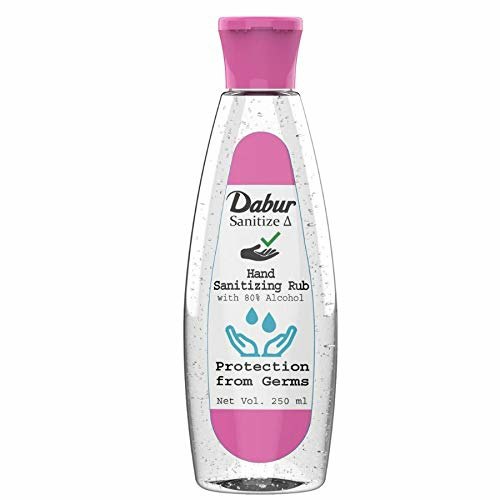 Dabur
Sanitize Δ
Hand
Sanitizing Rub
with 80% Alcohol
Protection
from Germs
Net Vol. 250 ml